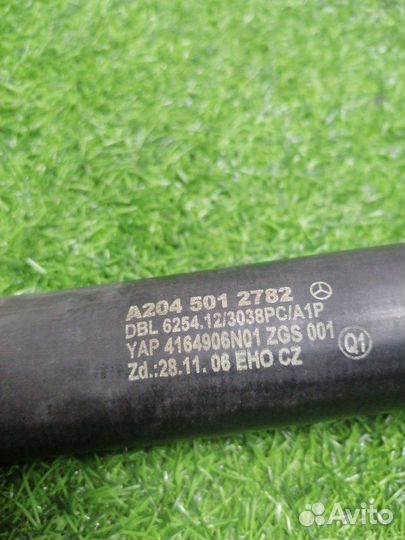 A204 501 2782
DBL 6254.12/3038PC/A1P
YAP 4164906N01 ZGS 001 Q1
Zd.:28.11. 06 EHO CZ
Avito